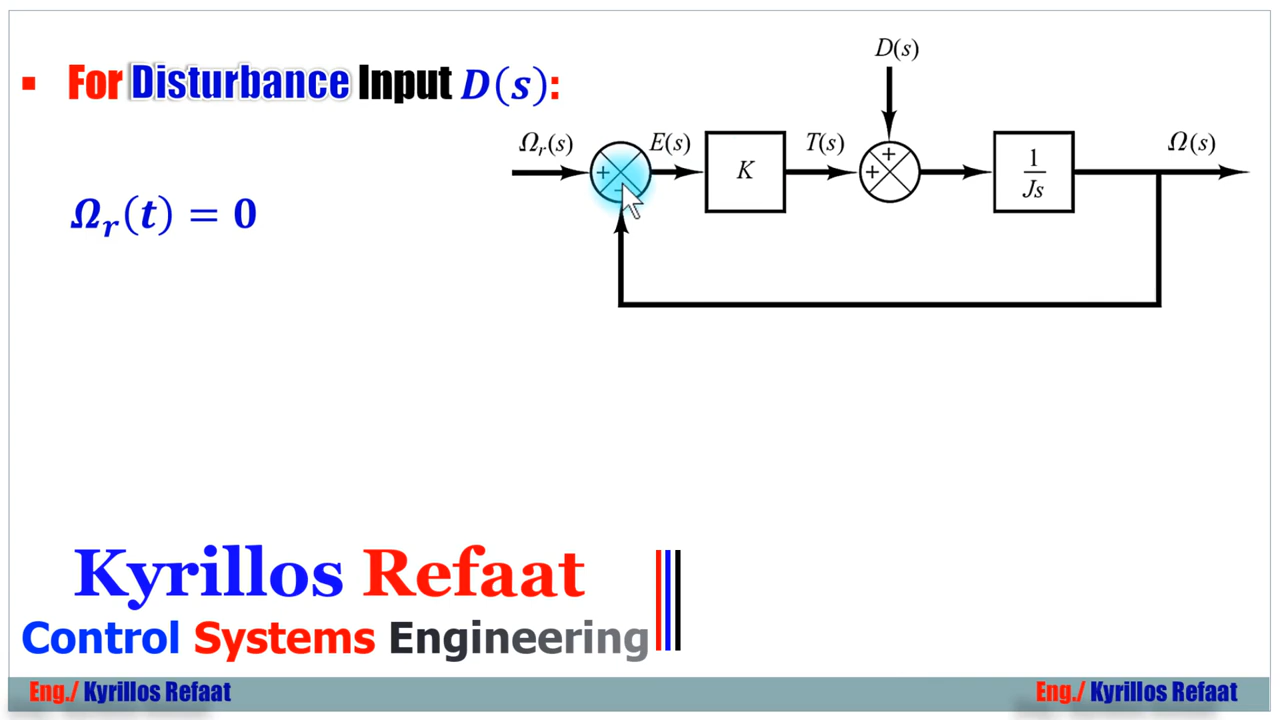 ▪ For Disturbance Input D(s):
D(s)
Ωr(s) E(s) T(s) Ω(s)
+ − K + + 1/Js
Ωr(t) = 0
Kyrillos Refaat
Control Systems Engineering
Eng./ Kyrillos Refaat
Eng./ Kyrillos Refaat